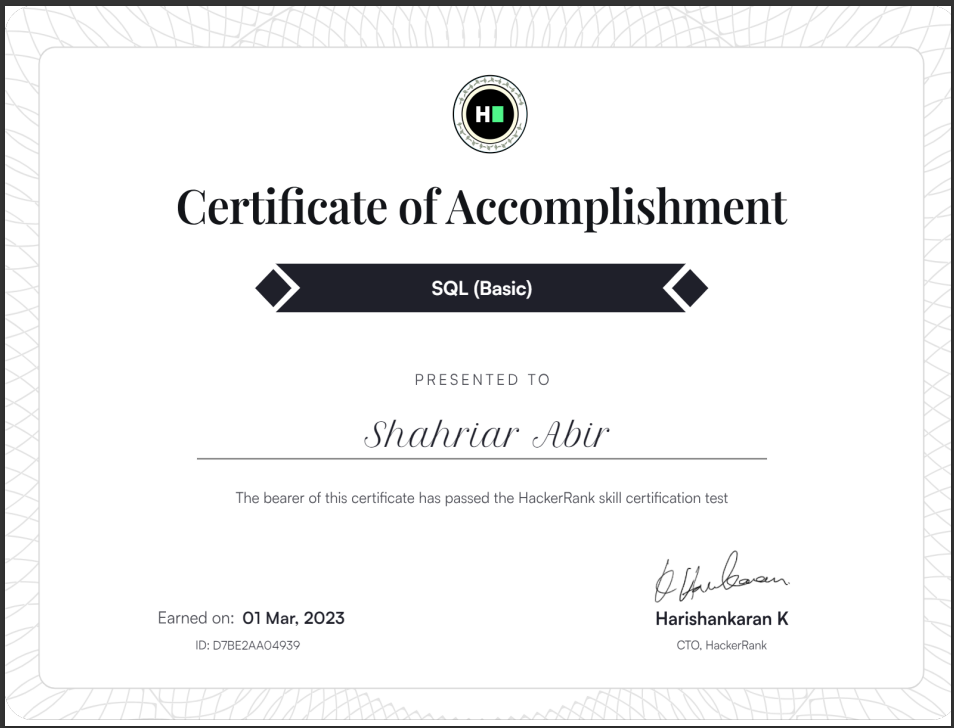 H
Certificate of Accomplishment
SQL (Basic)
PRESENTED TO
Shahriar Abir
The bearer of this certificate has passed the HackerRank skill certification test
Earned on: 01 Mar, 2023
ID: D7BE2AA04939
Harishankaran K
CTO, HackerRank